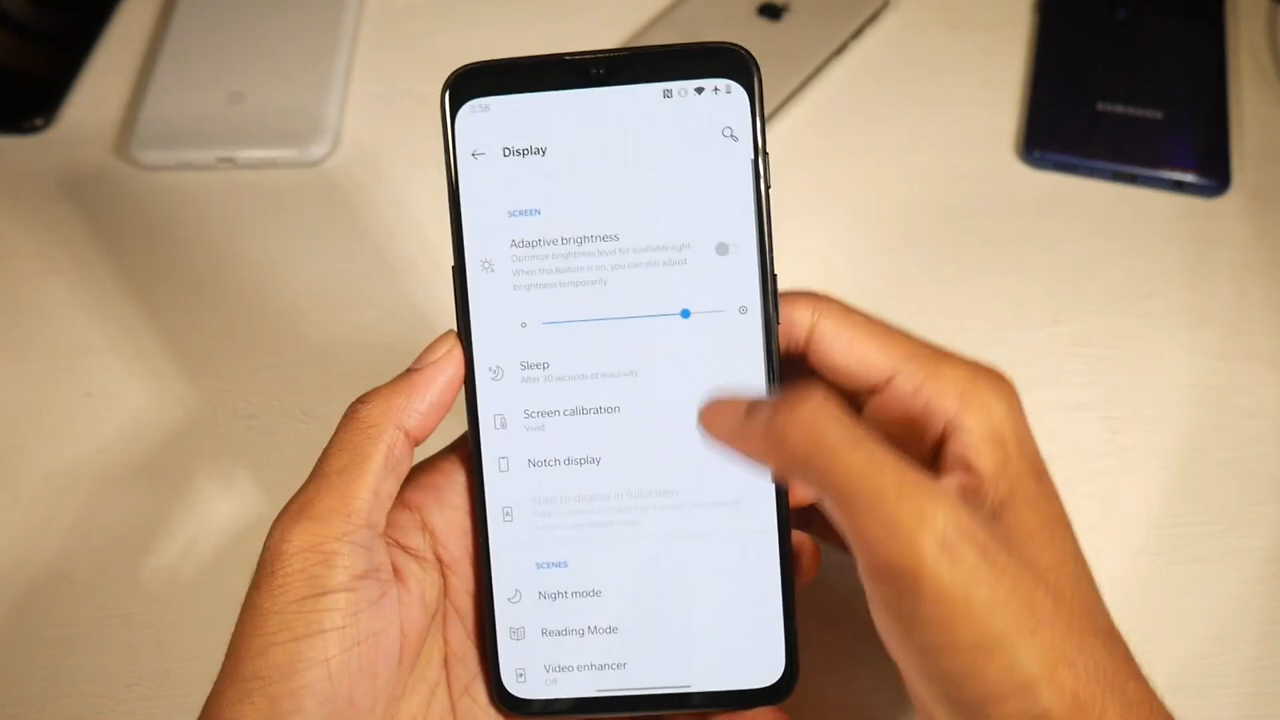 3:58
Display
SCREEN
Adaptive brightness
Optimize brightness level for available light.
When this feature is on, you can still adjust
brightness temporarily
Sleep
After 30 seconds of inactivity
Screen calibration
Vivid
Notch display
Apps to display in fullscreen
SCENES
Night mode
Reading Mode
Video enhancer
Off
SAMSUNG